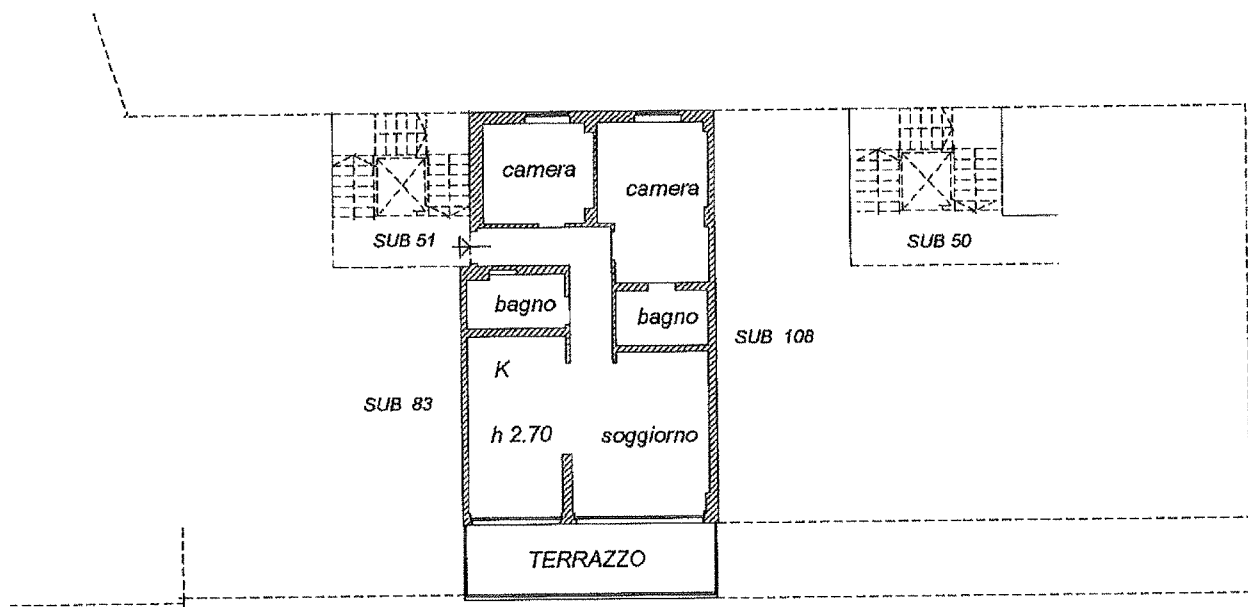 camera
camera
SUB 51
SUB 50
bagno
bagno
SUB 108
K
SUB 83
h 2.70
soggiorno
TERRAZZO